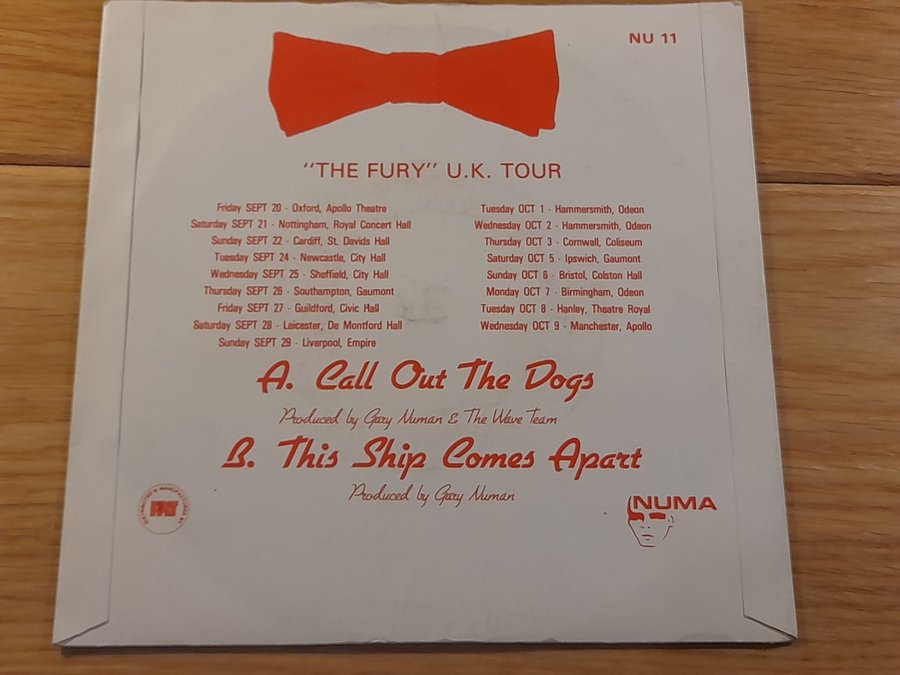 NU 11
"THE FURY" U.K. TOUR
Friday SEPT 20 - Oxford, Apollo Theatre
Saturday SEPT 21 - Nottingham, Royal Concert Hall
Sunday SEPT 22 - Cardiff, St. Davids Hall
Tuesday SEPT 24 - Newcastle, City Hall
Wednesday SEPT 25 - Sheffield, City Hall
Thursday SEPT 26 - Southampton, Gaumont
Friday SEPT 27 - Guildford, Civic Hall
Saturday SEPT 28 - Leicester, De Montford Hall
Sunday SEPT 29 - Liverpool, Empire
Tuesday OCT 1 - Hammersmith, Odeon
Wednesday OCT 2 - Hammersmith, Odeon
Thursday OCT 3 - Cornwall, Coliseum
Saturday OCT 5 - Ipswich, Gaumont
Sunday OCT 6 - Bristol, Colston Hall
Monday OCT 7 - Birmingham, Odeon
Tuesday OCT 8 - Hanley, Theatre Royal
Wednesday OCT 9 - Manchester, Apollo
A. Call Out The Dogs
Produced by Gary Numan & The Wave Team
B. This Ship Comes Apart
Produced by Gary Numan
DISTRIBUTED & MANUFACTURED BY
NUMA